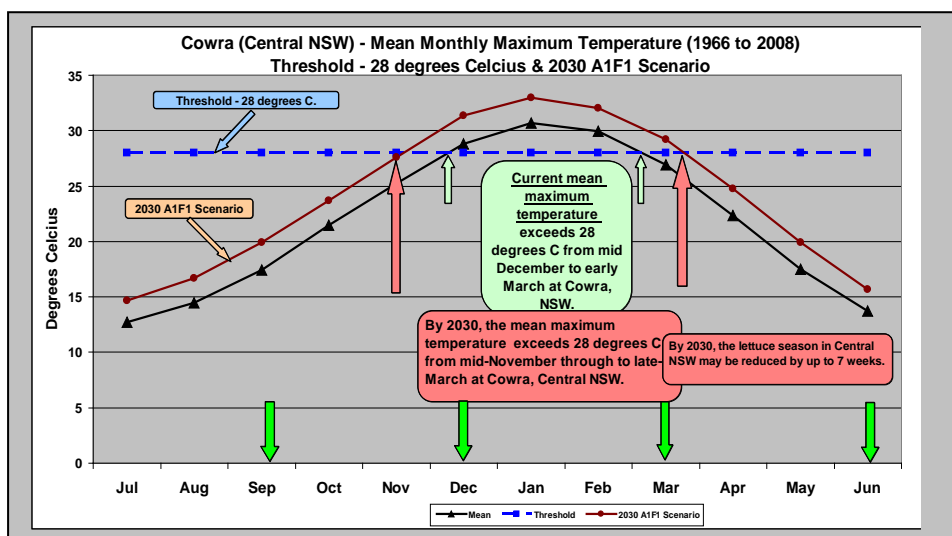 Cowra (Central NSW) - Mean Monthly Maximum Temperature (1966 to 2008)
Threshold - 28 degrees Celcius & 2030 A1F1 Scenario
35
30
25
20
15
10
5
0
Degrees Celcius
Threshold - 28 degrees C.
2030 A1F1 Scenario
Current mean
maximum
temperature
exceeds 28
degrees C from mid
December to early
March at Cowra,
NSW.
By 2030, the mean maximum
temperature exceeds 28 degrees C
from mid-November through to late-
March at Cowra, Central NSW.
By 2030, the lettuce season in Central
NSW may be reduced by up to 7 weeks.
Jul Aug Sep Oct Nov Dec Jan Feb Mar Apr May Jun
Mean Threshold 2030 A1F1 Scenario